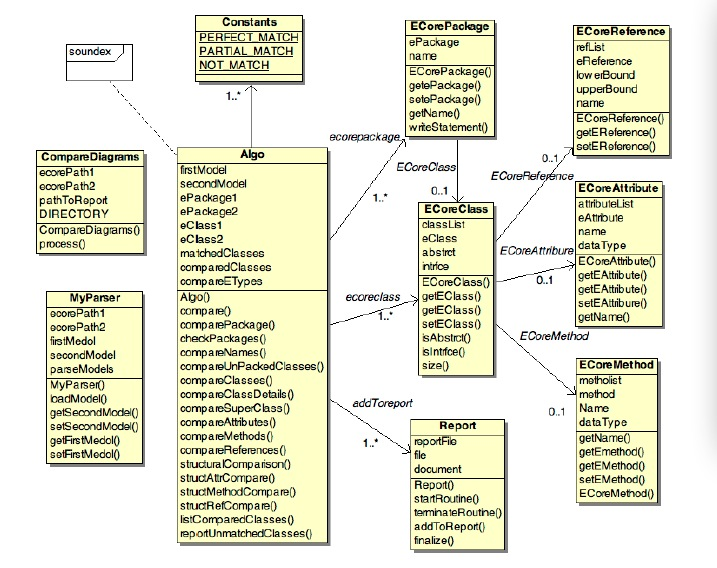 soundex
Constants
PERFECT_MATCH
PARTIAL_MATCH
NOT_MATCH
1..*
ECorePackage
ePackage
name
ECorePackage()
getePackage()
setePackage()
getName()
writeStatement()
ECoreReference
refList
eReference
lowerBound
upperBound
name
ECoreReference()
getEReference()
setEReference()
ecorepackage
1..*
ECoreClass
0..1
ECoreReference
0..1
CompareDiagrams
ecorePath1
ecorePath2
pathToReport
DIRECTORY
CompareDiagrams()
process()
Algo
firstModel
secondModel
ePackage1
ePackage2
eClass1
eClass2
matchedClasses
comparedClasses
compareETypes
Algo()
compare()
comparePackage()
checkPackages()
compareNames()
compareUnPackedClasses()
compareClasses()
compareClassDetails()
compareSuperClass()
compareAttributes()
compareMethods()
compareReferences()
structuralComparison()
structAttrCompare()
structMethodCompare()
structRefCompare()
listComparedClasses()
reportUnmatchedClasses()
ECoreClass
classList
eClass
abstrct
intrfce
ECoreClass()
getEClass()
getEClass()
setEClass()
isAbstrct()
isIntrfce()
size()
ECoreAttribute
attributeList
eAttribute
name
dataType
ECoreAttribute()
getEAttibute()
getEAttribute()
setEAttribure()
getName()
ECoreAttribure
0..1
ecoreclass
1..*
MyParser
ecorePath1
ecorePath2
firstMedol
secondModel
parseModels
MyParser()
loadModel()
getSecondModel()
setSecondModel()
getFirstMedol()
setFirstMedol()
ECoreMethod
0..1
ECoreMethod
metholist
method
Name
dataType
getName()
getEmethod()
getEMethod()
setEMethod()
ECoreMethod()
addToreport
1..*
Report
reportFile
file
document
Report()
startRoutine()
terminateRoutine()
addToReport()
finalize()